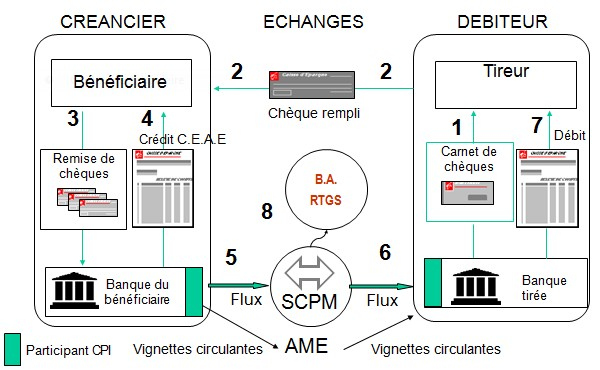 CREANCIER
ECHANGES
DEBITEUR
Bénéficiaire
2
Caisse d'Epargne
2
Tireur
Chèque rempli
3
4
Crédit C.E.A.E
1
7
Débit
Remise de
chèques
Carnet de
chèques
B.A.
RTGS
8
5
6
Banque du
bénéficiaire
Flux
SCPM
Flux
Banque
tirée
Participant CPI
Vignettes circulantes
AME
Vignettes circulantes